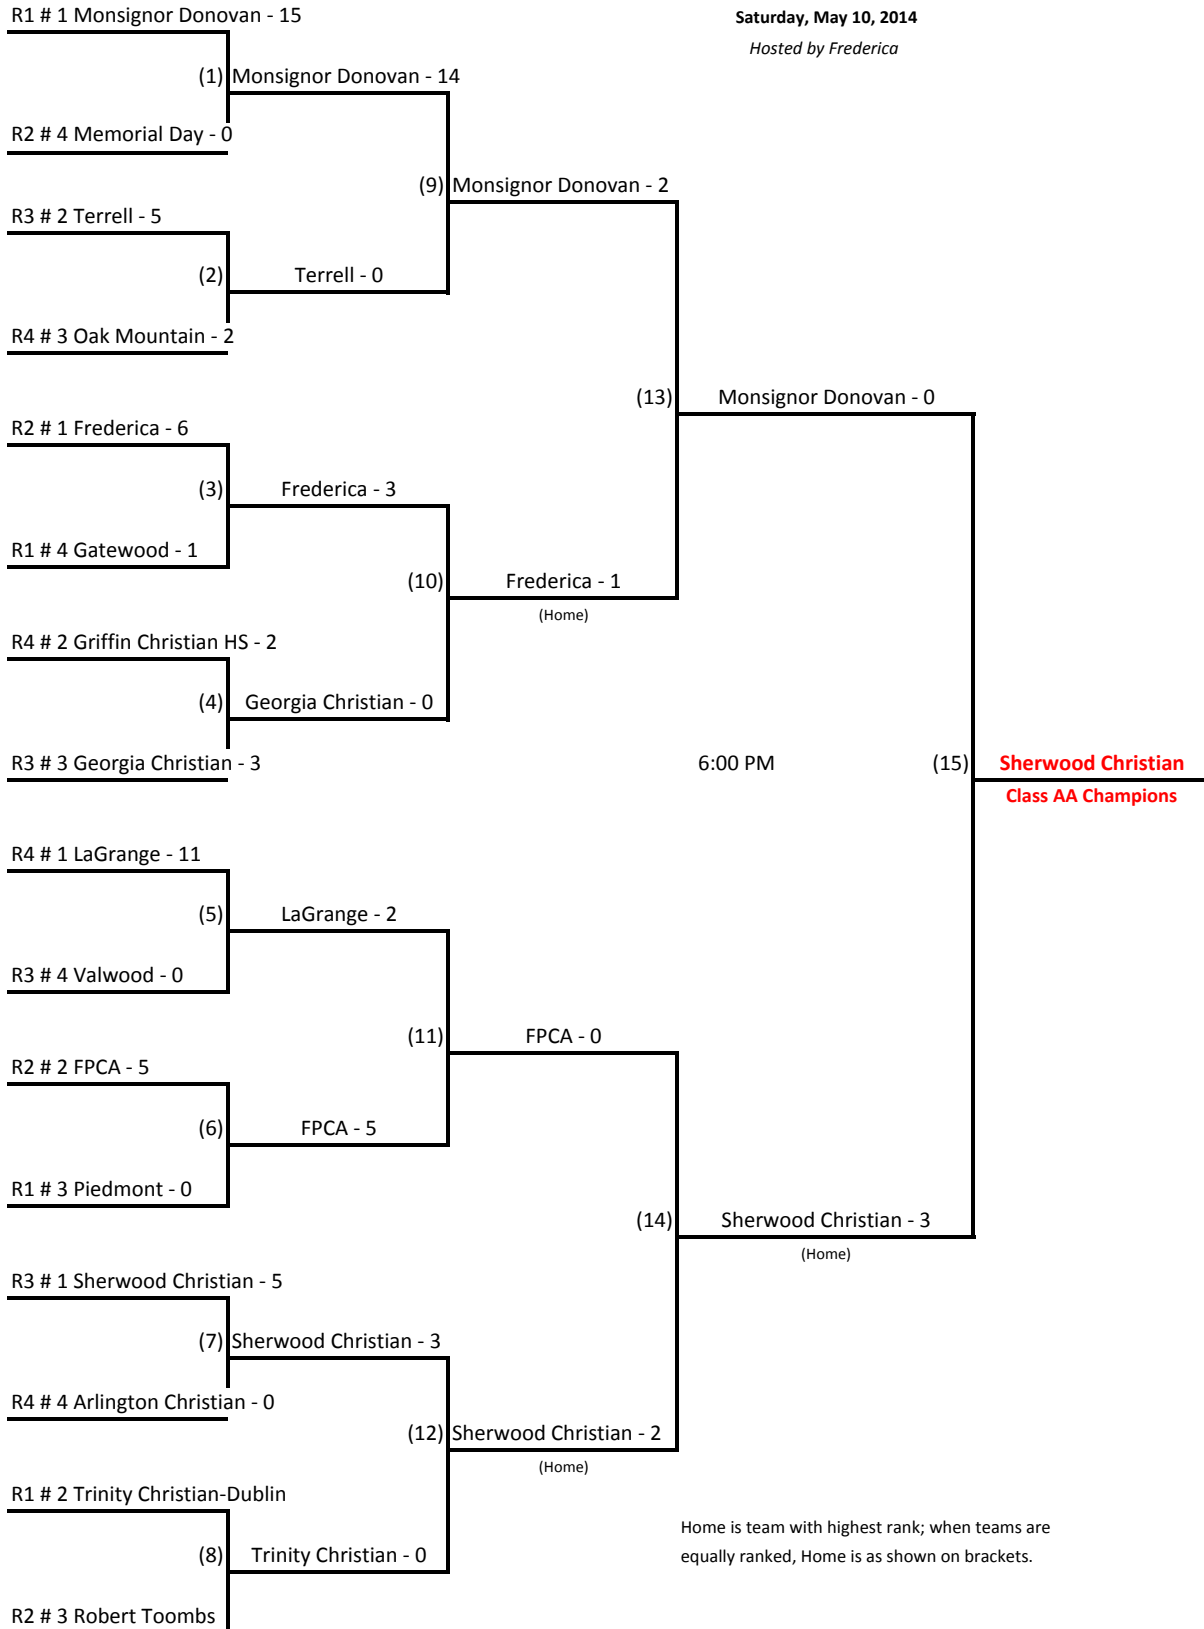 R1 # 1 Monsignor Donovan - 15
Saturday, May 10, 2014
Hosted by Frederica
(1) Monsignor Donovan - 14
R2 # 4 Memorial Day - 0
(9) Monsignor Donovan - 2
R3 # 2 Terrell - 5
(2) Terrell - 0
R4 # 3 Oak Mountain - 2
(13) Monsignor Donovan - 0
R2 # 1 Frederica - 6
(3) Frederica - 3
R1 # 4 Gatewood - 1
(10) Frederica - 1
(Home)
R4 # 2 Griffin Christian HS - 2
(4) Georgia Christian - 0
R3 # 3 Georgia Christian - 3
6:00 PM (15) Sherwood Christian
Class AA Champions
R4 # 1 LaGrange - 11
(5) LaGrange - 2
R3 # 4 Valwood - 0
(11) FPCA - 0
R2 # 2 FPCA - 5
(6) FPCA - 5
R1 # 3 Piedmont - 0
(14) Sherwood Christian - 3
(Home)
R3 # 1 Sherwood Christian - 5
(7) Sherwood Christian - 3
R4 # 4 Arlington Christian - 0
(12) Sherwood Christian - 2
(Home)
R1 # 2 Trinity Christian-Dublin
Home is team with highest rank; when teams are
equally ranked, Home is as shown on brackets.
(8) Trinity Christian - 0
R2 # 3 Robert Toombs